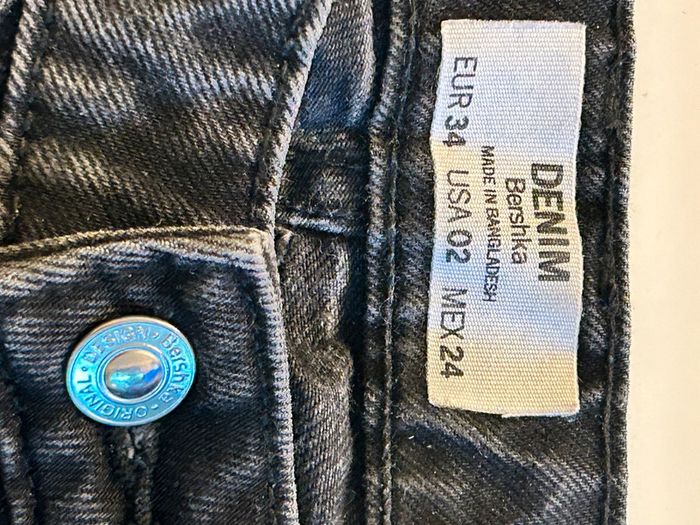 DENIM
Bershka
MADE IN BANGLADESH
EUR 34 USA 02 MEX 24
ORIGINAL • DESIGN • Bershka •